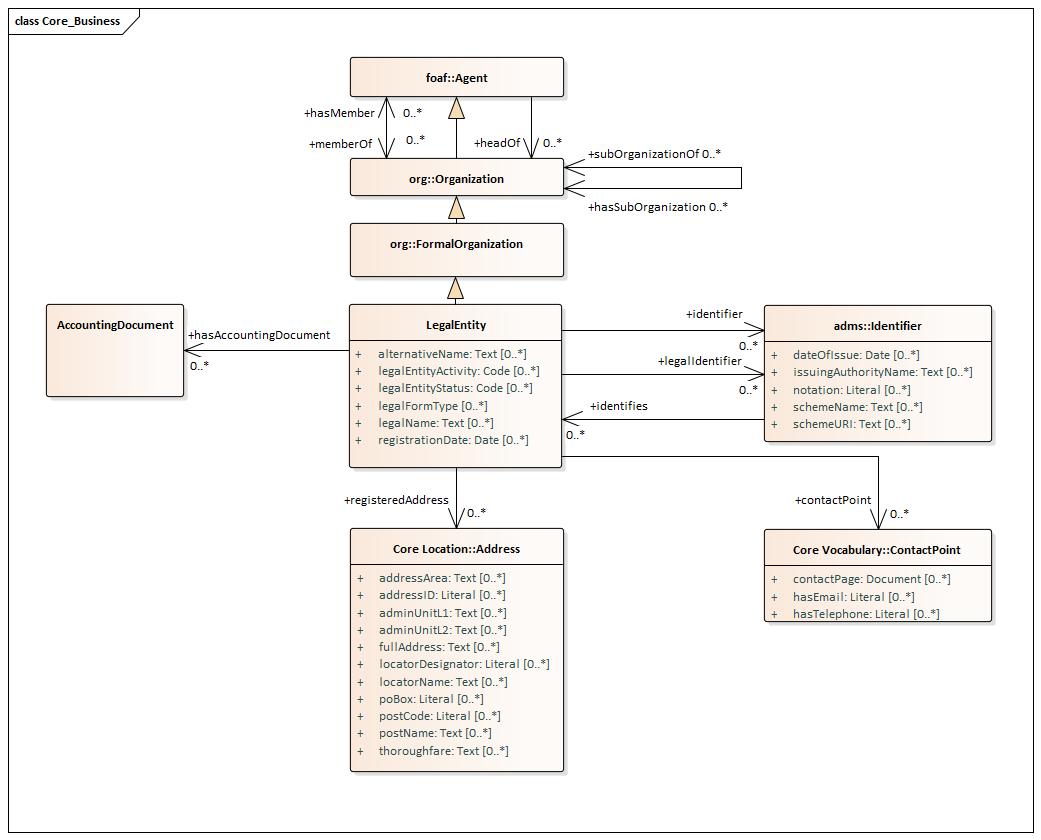 class Core_Business
foaf::Agent
+hasMember 0..*
+memberOf 0..*
+headOf 0..*
org::Organization
+subOrganizationOf 0..*
+hasSubOrganization 0..*
org::FormalOrganization
AccountingDocument
+hasAccountingDocument
0..*
LegalEntity
+ alternativeName: Text [0..*]
+ legalEntityActivity: Code [0..*]
+ legalEntityStatus: Code [0..*]
+ legalFormType [0..*]
+ legalName: Text [0..*]
+ registrationDate: Date [0..*]
+identifier
0..*
+legalIdentifier
0..*
+identifies
0..*
adms::Identifier
+ dateOfIssue: Date [0..*]
+ issuingAuthorityName: Text [0..*]
+ notation: Literal [0..*]
+ schemeName: Text [0..*]
+ schemeURI: Text [0..*]
+registeredAddress
0..*
+contactPoint
0..*
Core Location::Address
+ addressArea: Text [0..*]
+ addressID: Literal [0..*]
+ adminUnitL1: Text [0..*]
+ adminUnitL2: Text [0..*]
+ fullAddress: Text [0..*]
+ locatorDesignator: Literal [0..*]
+ locatorName: Text [0..*]
+ poBox: Literal [0..*]
+ postCode: Literal [0..*]
+ postName: Text [0..*]
+ thoroughfare: Text [0..*]
Core Vocabulary::ContactPoint
+ contactPage: Document [0..*]
+ hasEmail: Literal [0..*]
+ hasTelephone: Literal [0..*]